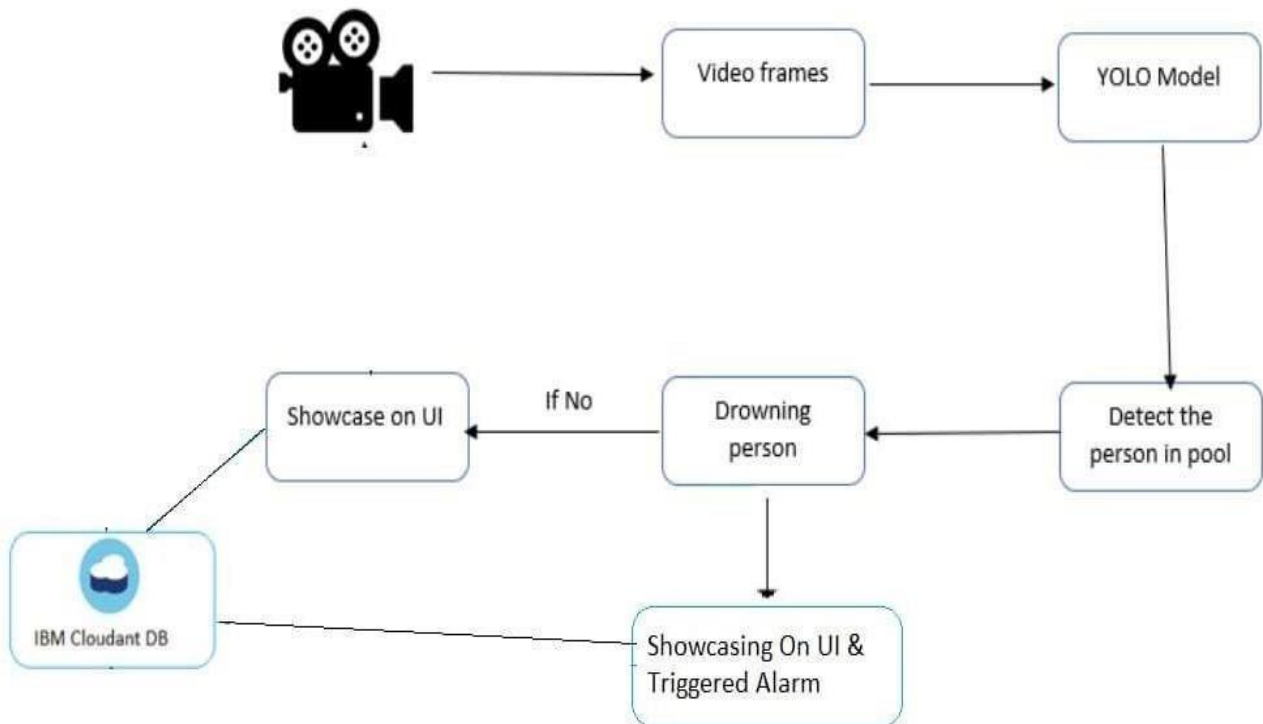 Video frames
YOLO Model
Showcase on UI
If No
Drowning
person
Detect the
person in pool
IBM Cloudant DB
Showcasing On UI &
Triggered Alarm